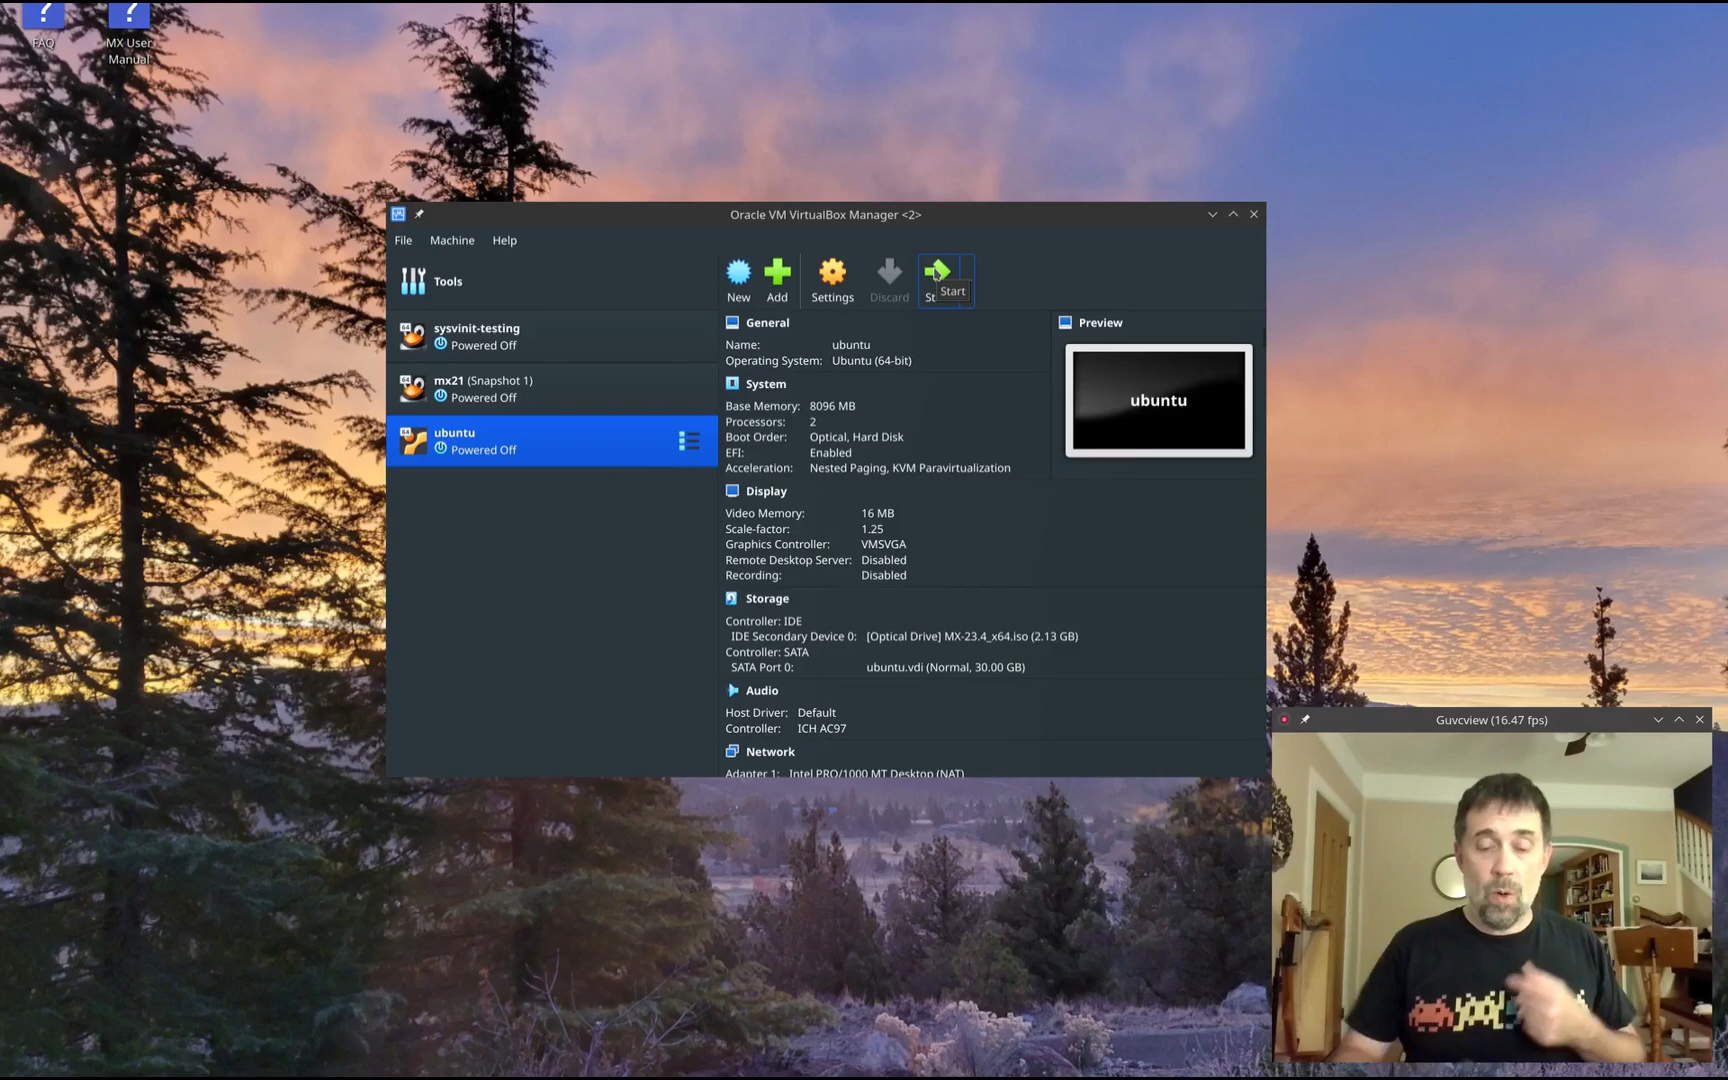 ?
?
FAQ
MX User
Manual
Oracle VM VirtualBox Manager <2>
File Machine Help
Tools
New Add Settings Discard St Start
sysvinit-testing
Powered Off
mx21 (Snapshot 1)
Powered Off
ubuntu
Powered Off
General
Name: ubuntu
Operating System: Ubuntu (64-bit)
System
Base Memory: 8096 MB
Processors: 2
Boot Order: Optical, Hard Disk
EFI: Enabled
Acceleration: Nested Paging, KVM Paravirtualization
Display
Video Memory: 16 MB
Scale-factor: 1.25
Graphics Controller: VMSVGA
Remote Desktop Server: Disabled
Recording: Disabled
Storage
Controller: IDE
IDE Secondary Device 0: [Optical Drive] MX-23.4_x64.iso (2.13 GB)
Controller: SATA
SATA Port 0: ubuntu.vdi (Normal, 30.00 GB)
Audio
Host Driver: Default
Controller: ICH AC97
Network
Adapter 1: Intel PRO/1000 MT Desktop (NAT)
Preview
ubuntu
Guvcview (16.47 fps)